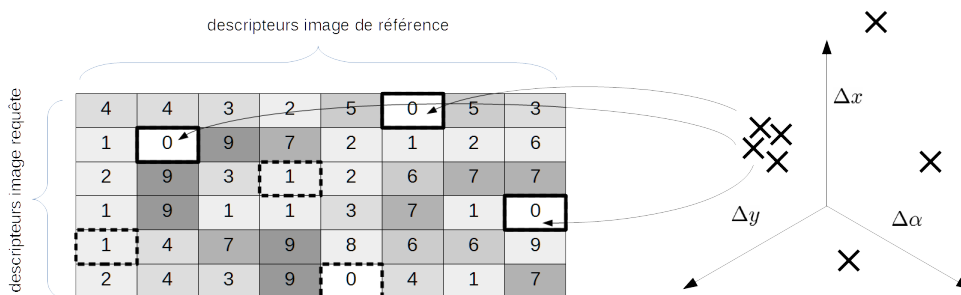 descripteurs image de référence
descripteurs image requête
4 4 3 2 5 0 5 3
1 0 9 7 2 1 2 6
2 9 3 1 2 6 7 7
1 9 1 1 3 7 1 0
1 4 7 9 8 6 6 9
2 4 3 9 0 4 1 7
Δx
Δy
Δα